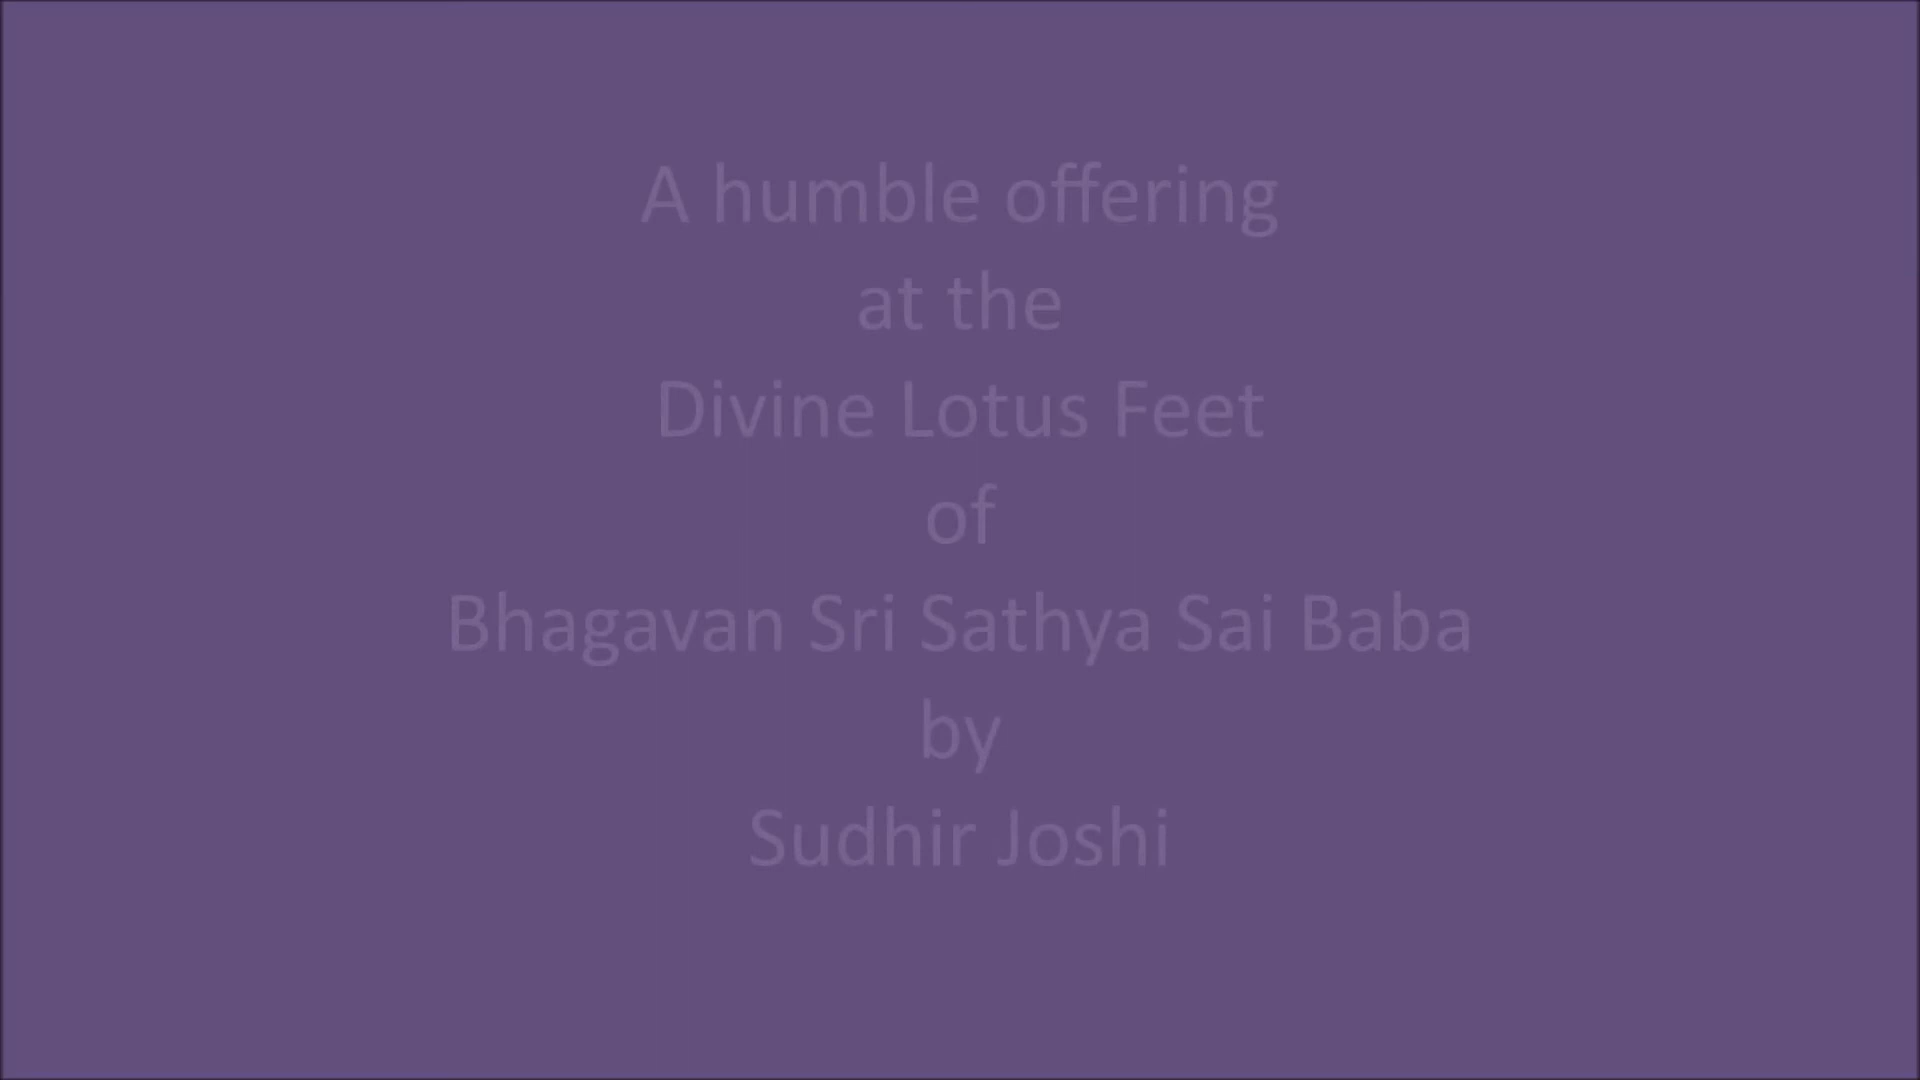 A humble offering
at the
Divine Lotus Feet
of
Bhagavan Sri Sathya Sai Baba
by
Sudhir Joshi